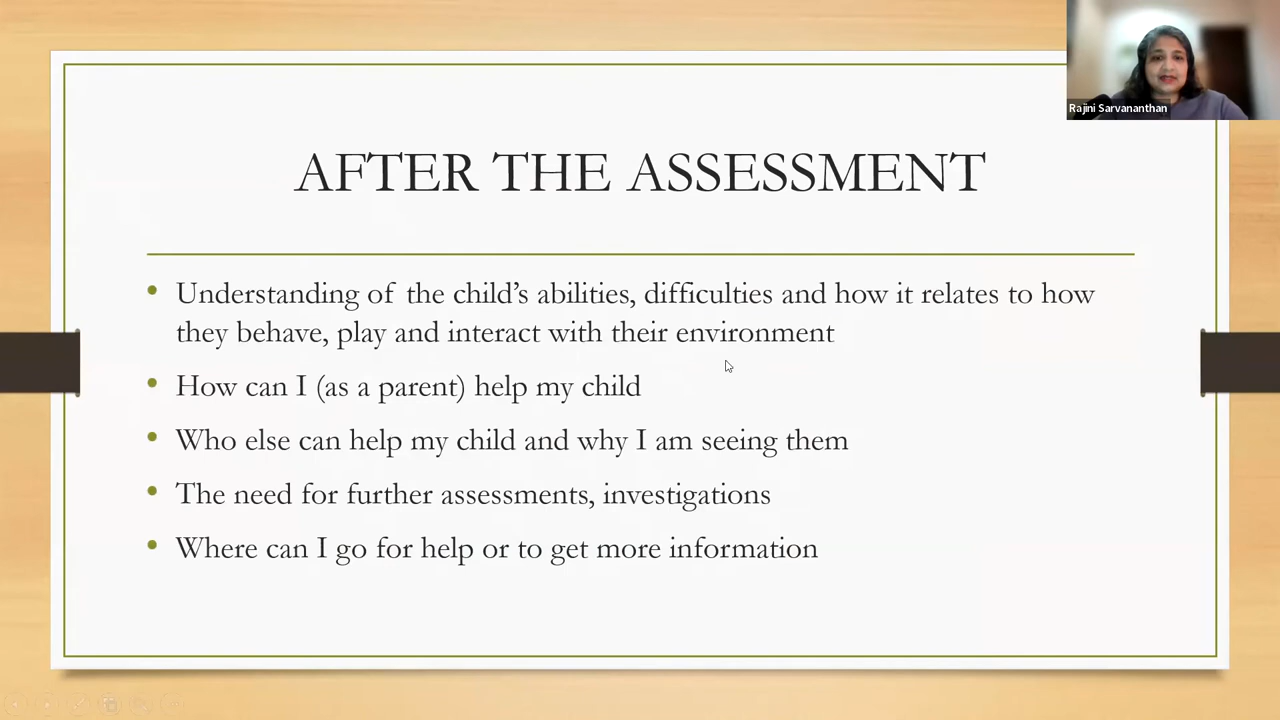 Rajini Sarvananthan
AFTER THE ASSESSMENT
• Understanding of the child's abilities, difficulties and how it relates to how
they behave, play and interact with their environment
• How can I (as a parent) help my child
• Who else can help my child and why I am seeing them
• The need for further assessments, investigations
• Where can I go for help or to get more information